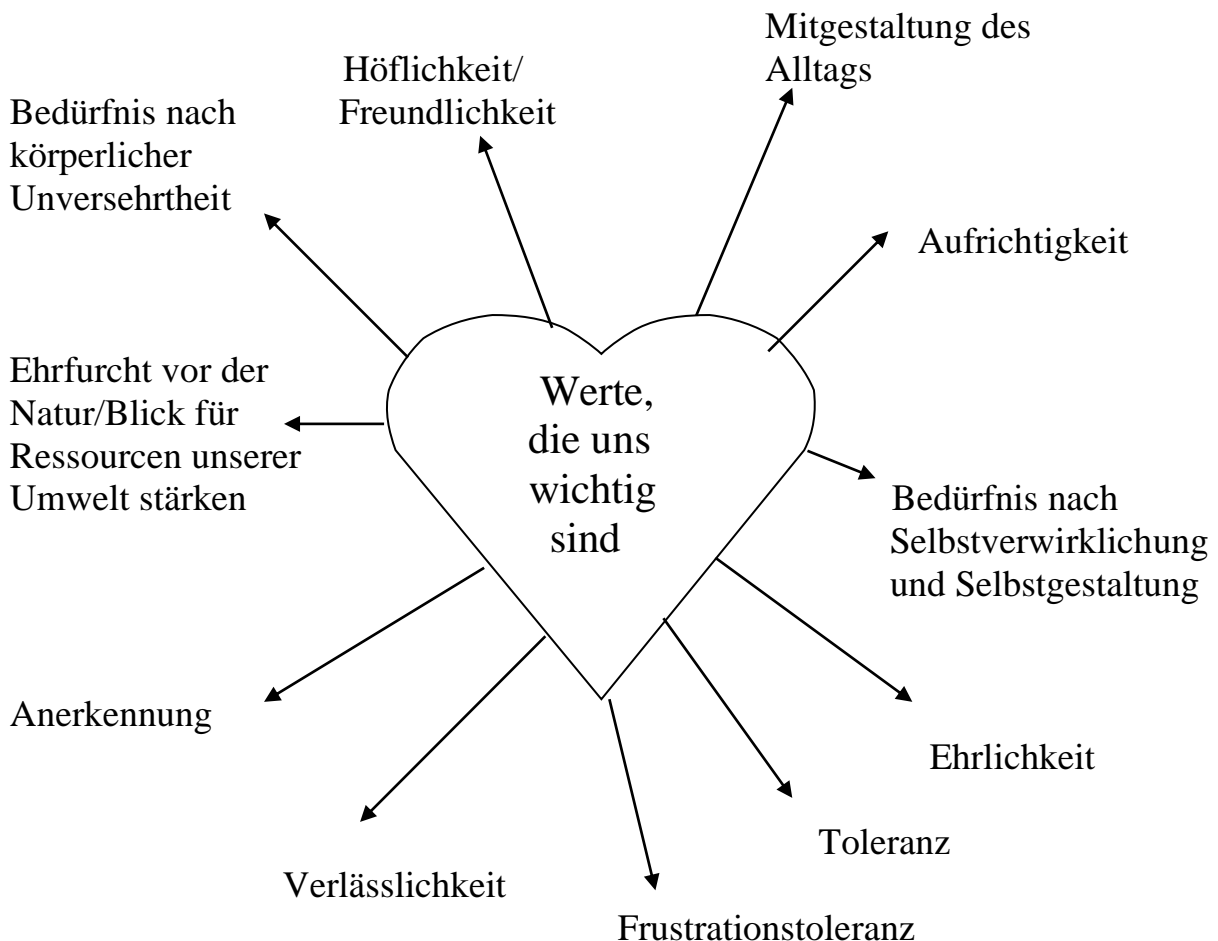 Mitgestaltung des
Alltags
Höflichkeit/
Freundlichkeit
Bedürfnis nach
körperlicher
Unversehrtheit
Aufrichtigkeit
Ehrfurcht vor der
Natur/Blick für
Ressourcen unserer
Umwelt stärken
Werte,
die uns
wichtig
sind
Bedürfnis nach
Selbstverwirklichung
und Selbstgestaltung
Anerkennung
Ehrlichkeit
Toleranz
Verlässlichkeit
Frustrationstoleranz